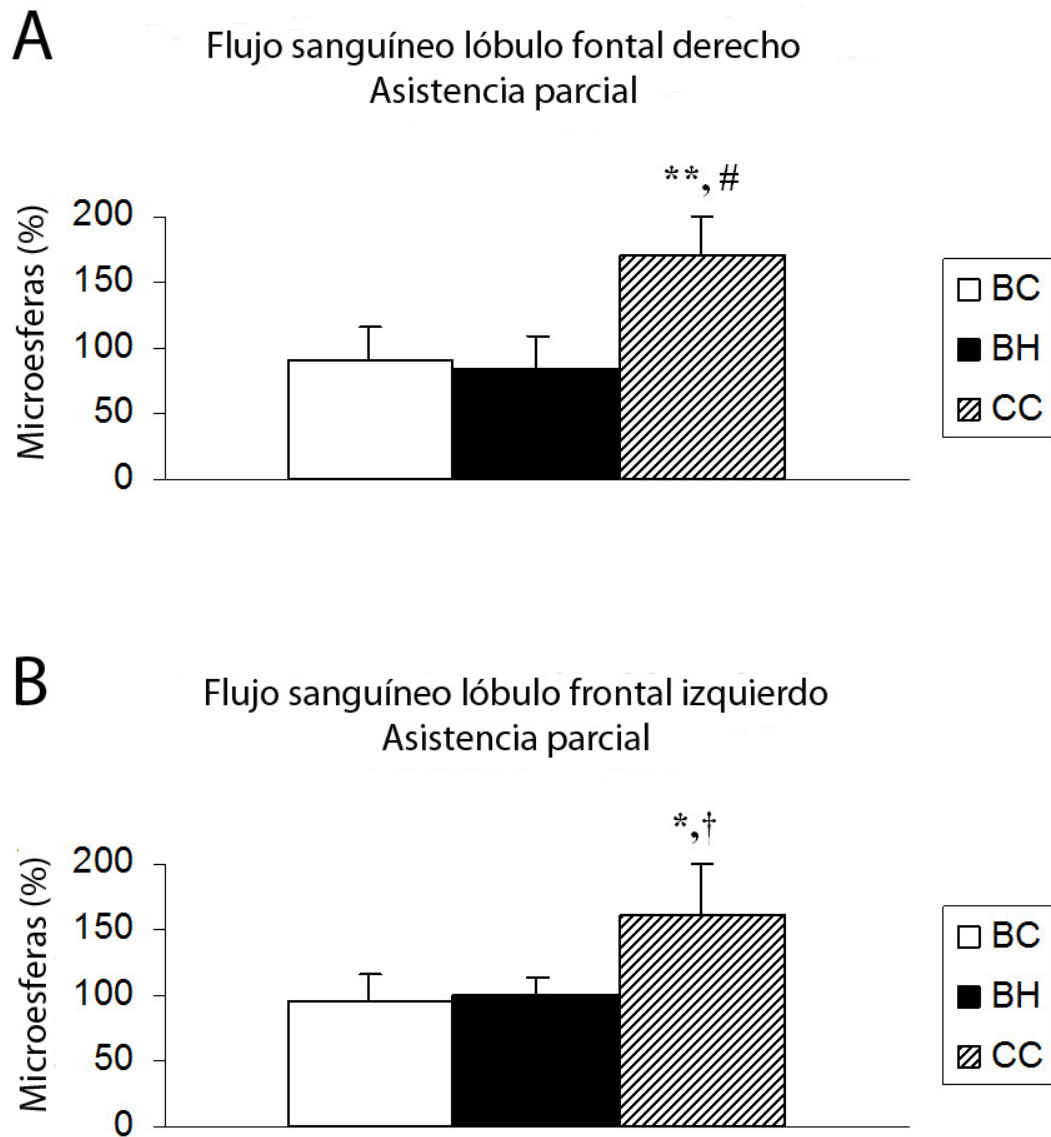 A
Flujo sanguíneo lóbulo fontal derecho
Asistencia parcial
**, #
Microesferas (%)
200
150
100
50
0
BC
BH
CC
B
Flujo sanguíneo lóbulo frontal izquierdo
Asistencia parcial
*,†
Microesferas (%)
200
150
100
50
0
BC
BH
CC